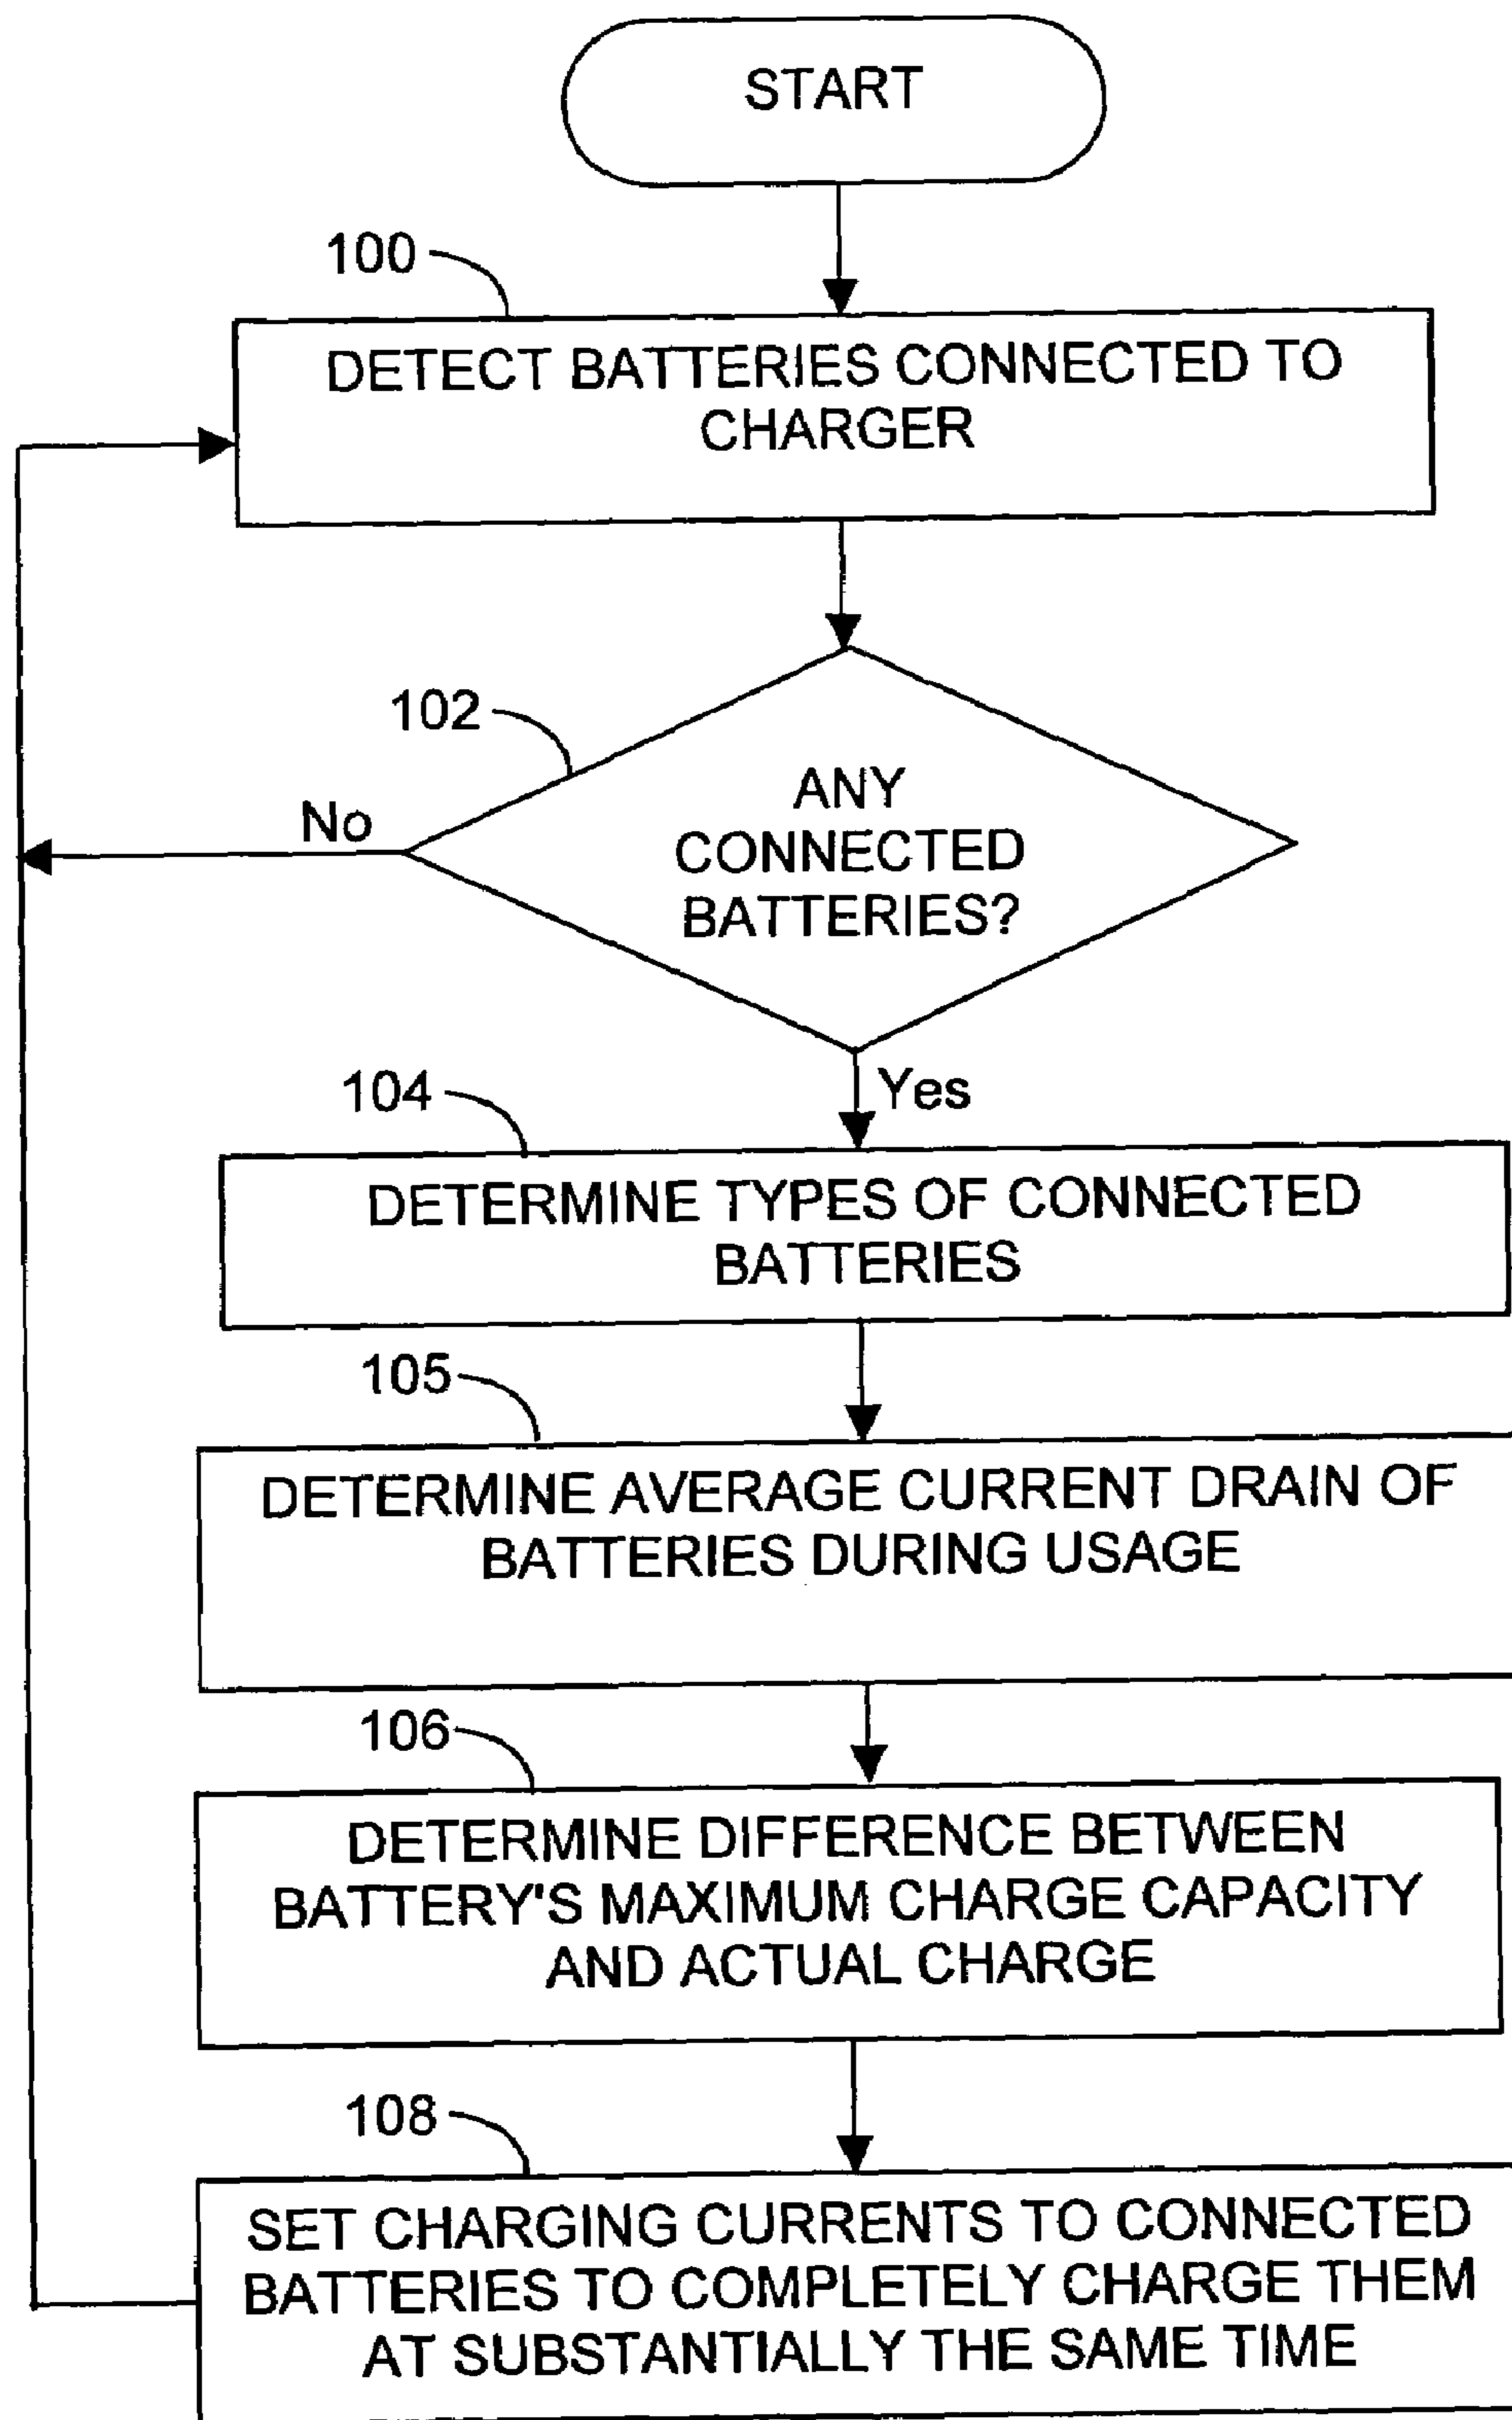 START
100
DETECT BATTERIES CONNECTED TO
CHARGER
102
ANY
CONNECTED
BATTERIES?
No
Yes
104
DETERMINE TYPES OF CONNECTED
BATTERIES
105
DETERMINE AVERAGE CURRENT DRAIN OF
BATTERIES DURING USAGE
106
DETERMINE DIFFERENCE BETWEEN
BATTERY'S MAXIMUM CHARGE CAPACITY
AND ACTUAL CHARGE
108
SET CHARGING CURRENTS TO CONNECTED
BATTERIES TO COMPLETELY CHARGE THEM
AT SUBSTANTIALLY THE SAME TIME